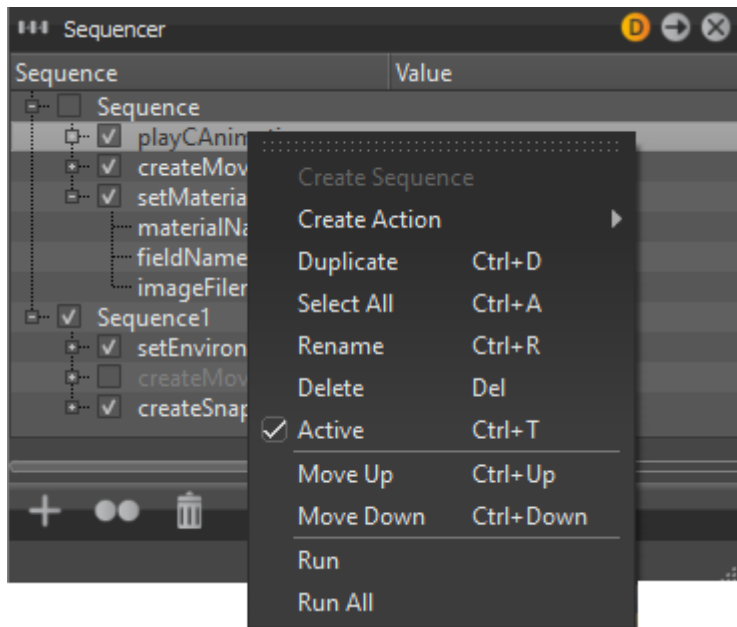 Sequencer
D
Sequence Value
Sequence
playCAnim
createMov
setMateria
materialNa
fieldName
imageFiler
Sequence1
setEnviron
createMov
createSnap
Create Sequence
Create Action
Duplicate Ctrl+D
Select All Ctrl+A
Rename Ctrl+R
Delete Del
Active Ctrl+T
Move Up Ctrl+Up
Move Down Ctrl+Down
Run
Run All